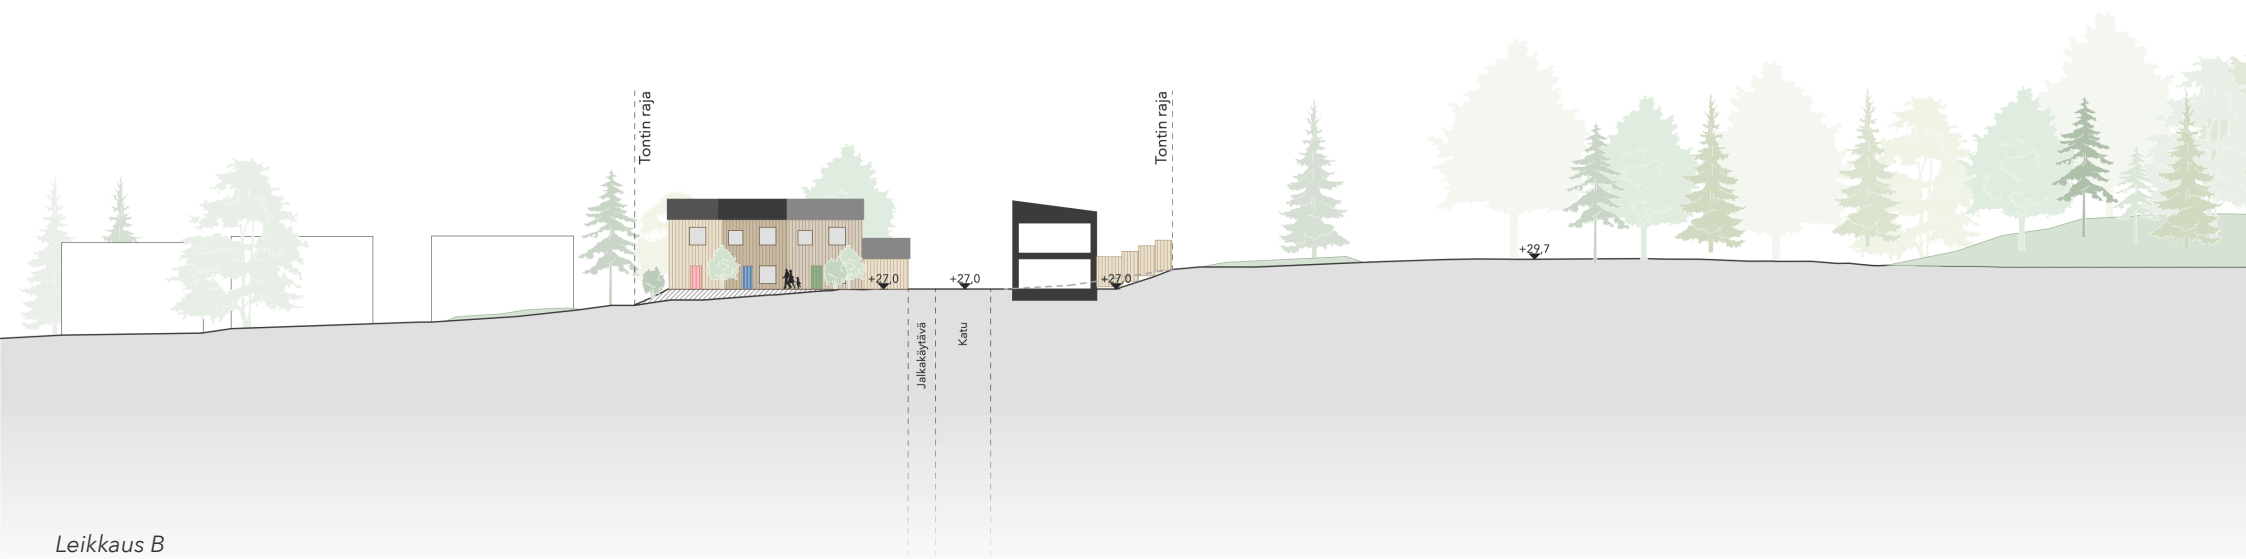 Tontin raja
Tontin raja
+29,7
+27,0
+27,0
+27,0
Jalkakäytävä
Katu
Leikkaus B